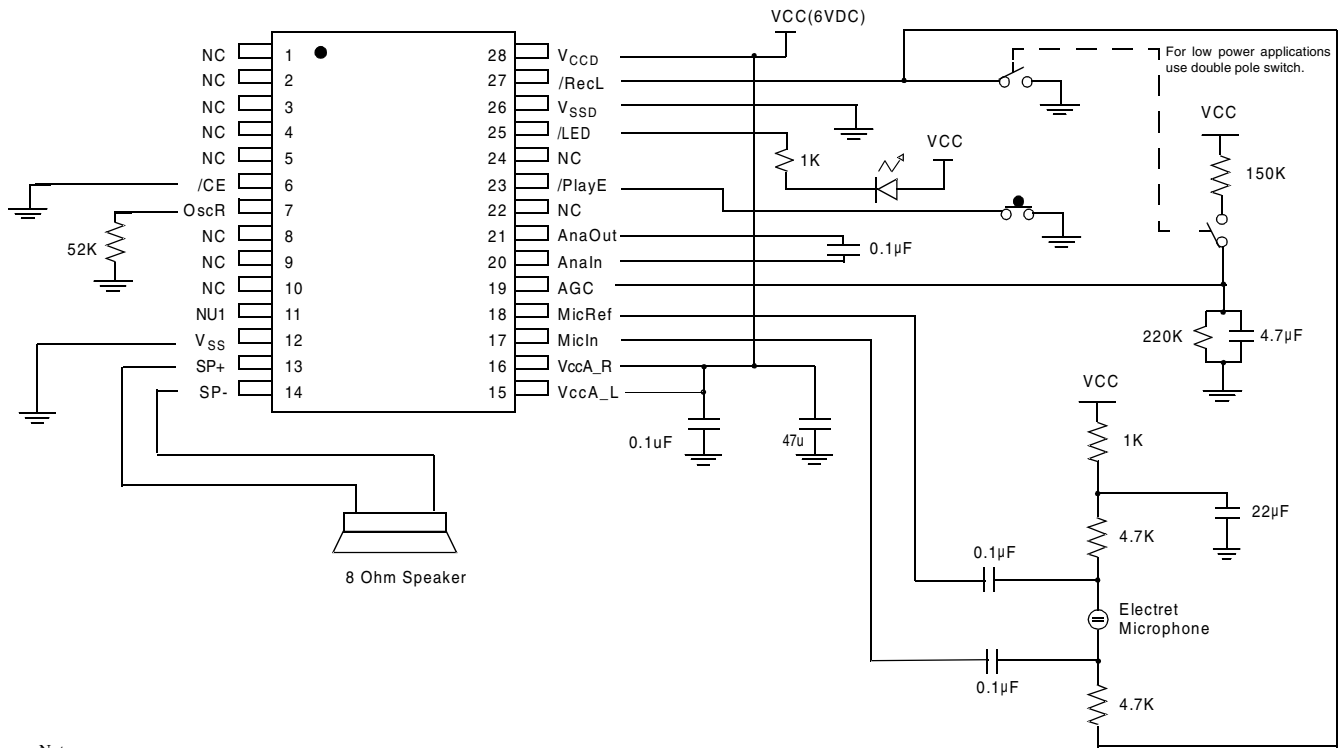 VCC(6VDC)
NC 1
NC 2
NC 3
NC 4
NC 5
/CE 6
OscR 7
NC 8
NC 9
NC 10
NU1 11
VSS 12
SP+ 13
SP- 14
28 VCCD
27 /RecL
26 VSSD
25 /LED
24 NC
23 /PlayE
22 NC
21 AnaOut
20 AnaIn
19 AGC
18 MicRef
17 MicIn
16 VccA_R
15 VccA_L
52K
8 Ohm Speaker
1K
VCC
0.1µF
0.1uF
47u
For low power applications
use double pole switch.
VCC
150K
220K
4.7µF
VCC
1K
22µF
4.7K
0.1µF
Electret
Microphone
0.1µF
4.7K